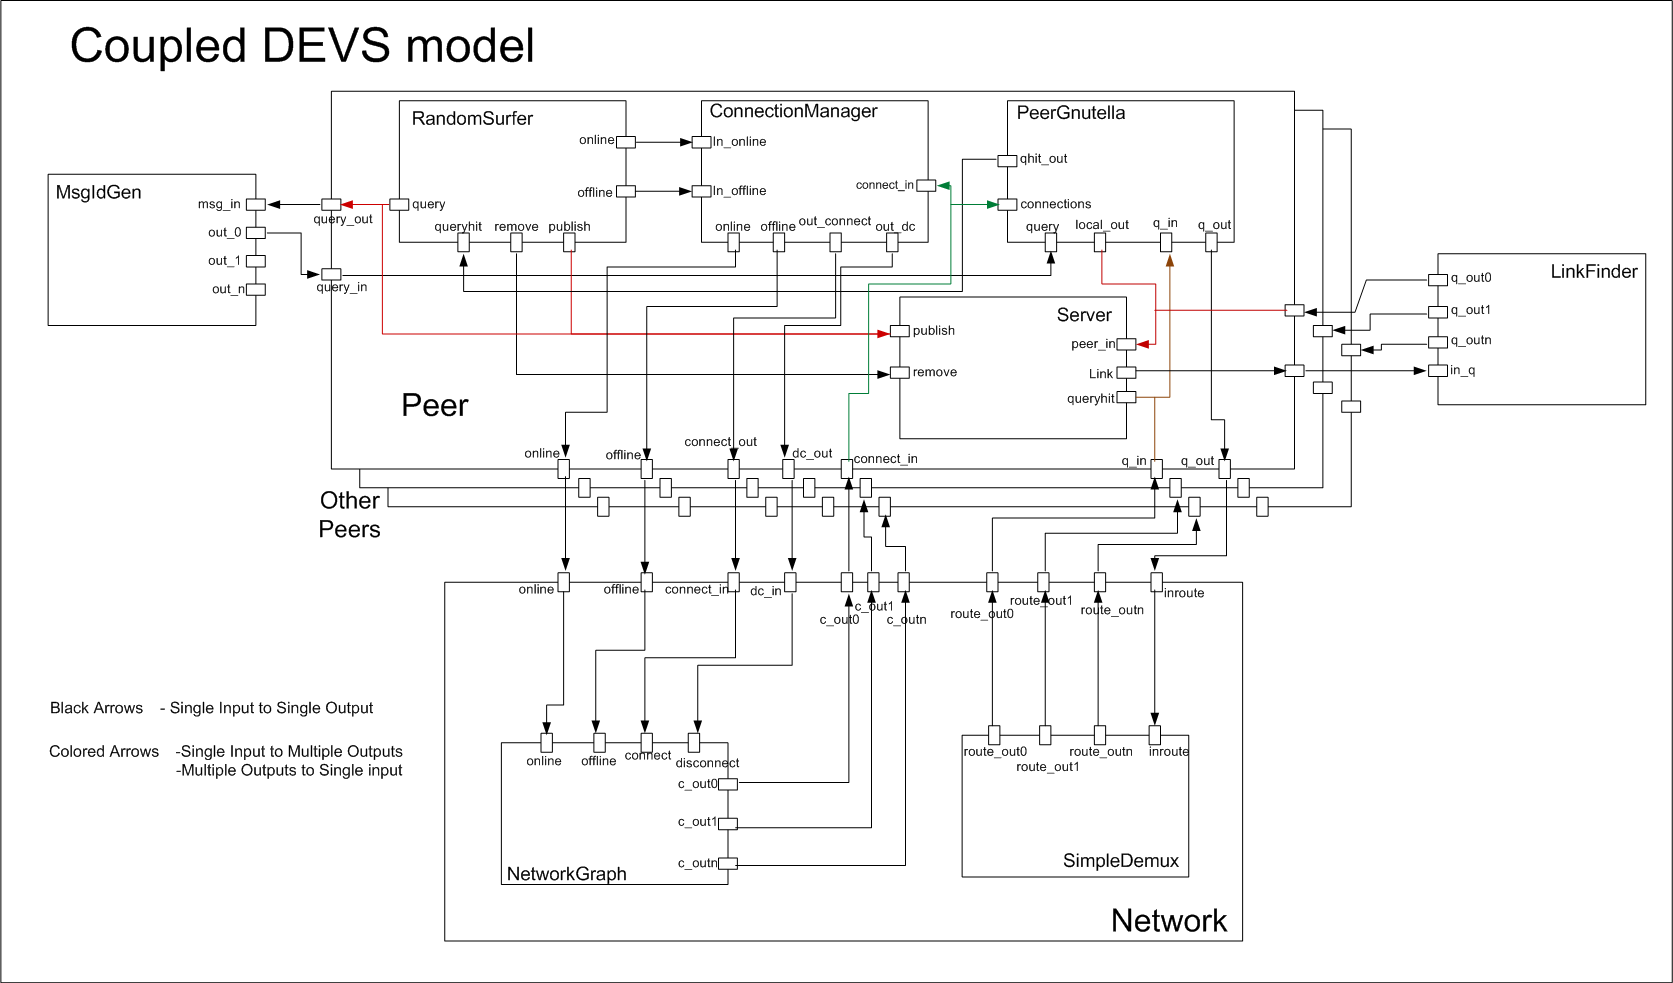 Coupled DEVS model
RandomSurfer
ConnectionManager
PeerGnutella
online
In_online
qhit_out
MsgIdGen
offline
In_offline
connect_in
msg_in
query_out
query
connections
queryhit
remove
publish
online
offline
out_connect
out_dc
query
local_out
q_in
q_out
out_0
out_1
out_n
query_in
LinkFinder
q_out0
q_out1
q_outn
in_q
Server
publish
peer_in
remove
Link
queryhit
Peer
online
offline
connect_out
dc_out
connect_in
q_in
q_out
Other
Peers
online
offline
connect_in
dc_in
c_out0
c_out1
c_outn
route_out0
route_out1
route_outn
inroute
Black Arrows - Single Input to Single Output
Colored Arrows -Single Input to Multiple Outputs
-Multiple Outputs to Single input
online
offline
connect
disconnect
c_out0
c_out1
c_outn
NetworkGraph
route_out0
route_out1
route_outn
inroute
SimpleDemux
Network